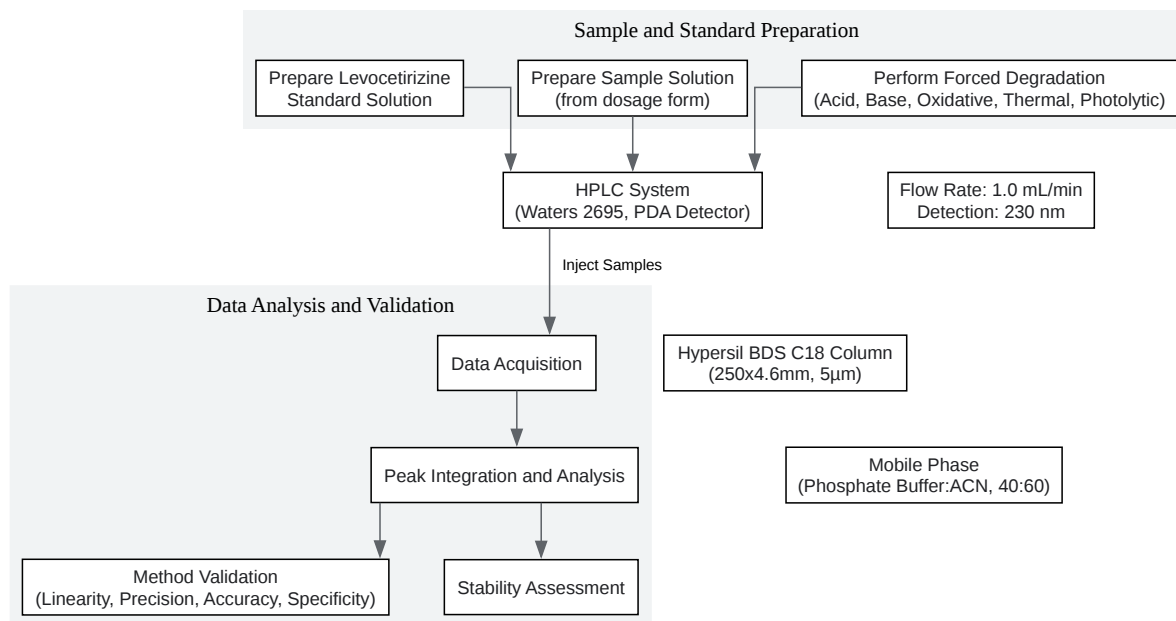 Sample and Standard Preparation
Prepare Levocetirizine
Standard Solution
Prepare Sample Solution
(from dosage form)
Perform Forced Degradation
(Acid, Base, Oxidative, Thermal, Photolytic)
HPLC System
(Waters 2695, PDA Detector)
Flow Rate: 1.0 mL/min
Detection: 230 nm
Inject Samples
Data Analysis and Validation
Data Acquisition
Hypersil BDS C18 Column
(250x4.6mm, 5µm)
Peak Integration and Analysis
Mobile Phase
(Phosphate Buffer:ACN, 40:60)
Method Validation
(Linearity, Precision, Accuracy, Specificity)
Stability Assessment